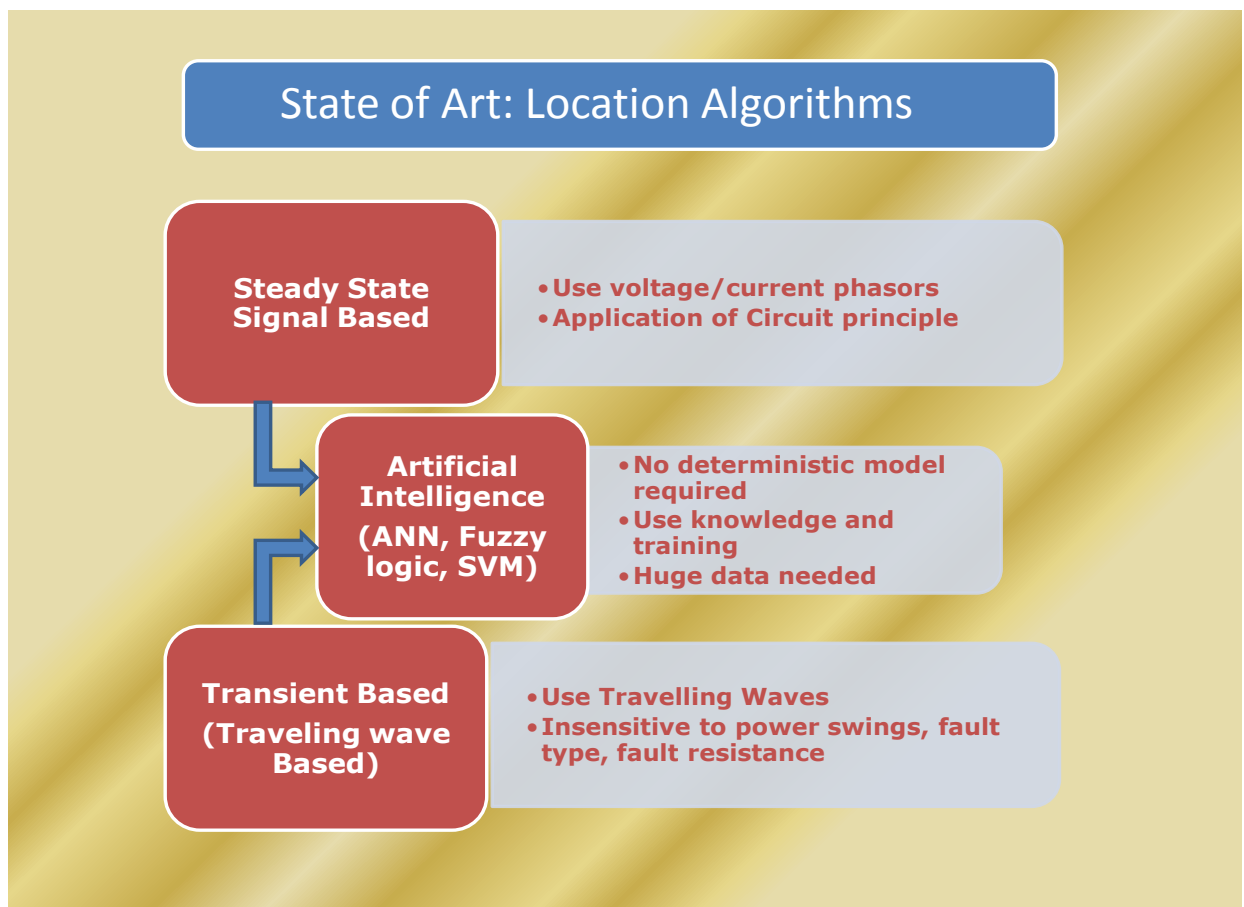 State of Art: Location Algorithms
Steady State
Signal Based
•Use voltage/current phasors
•Application of Circuit principle
Artificial
Intelligence
(ANN, Fuzzy
logic, SVM)
•No deterministic model
required
•Use knowledge and
training
•Huge data needed
Transient Based
(Traveling wave
Based)
•Use Travelling Waves
•Insensitive to power swings, fault
type, fault resistance